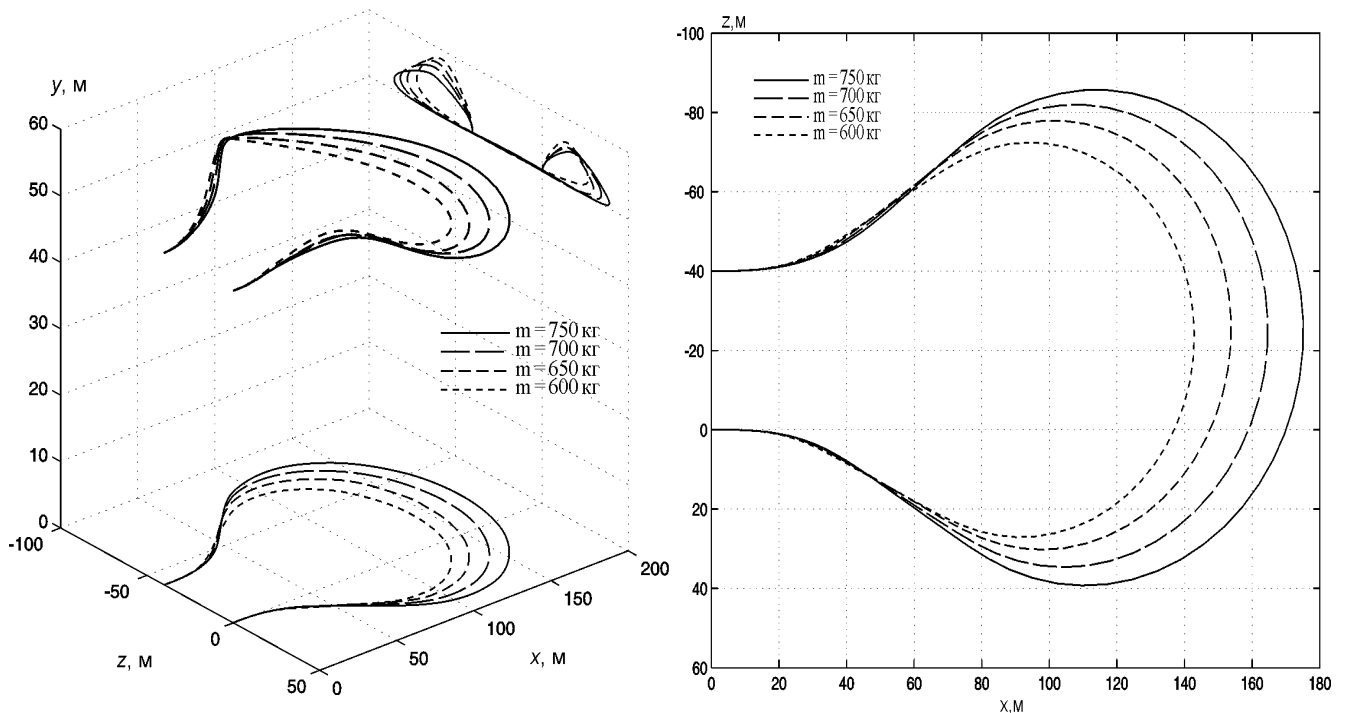 y, м
60
50
40
30
20
10
0
-100
-50
0
50
z, м
0
50
100
150
200
x, м
m = 750 кг
m = 700 кг
m = 650 кг
m = 600 кг
Z,М
-100
-80
-60
-40
-20
0
20
40
60
0 20 40 60 80 100 120 140 160 180
X,М
m = 750 кг
m = 700 кг
m = 650 кг
m = 600 кг